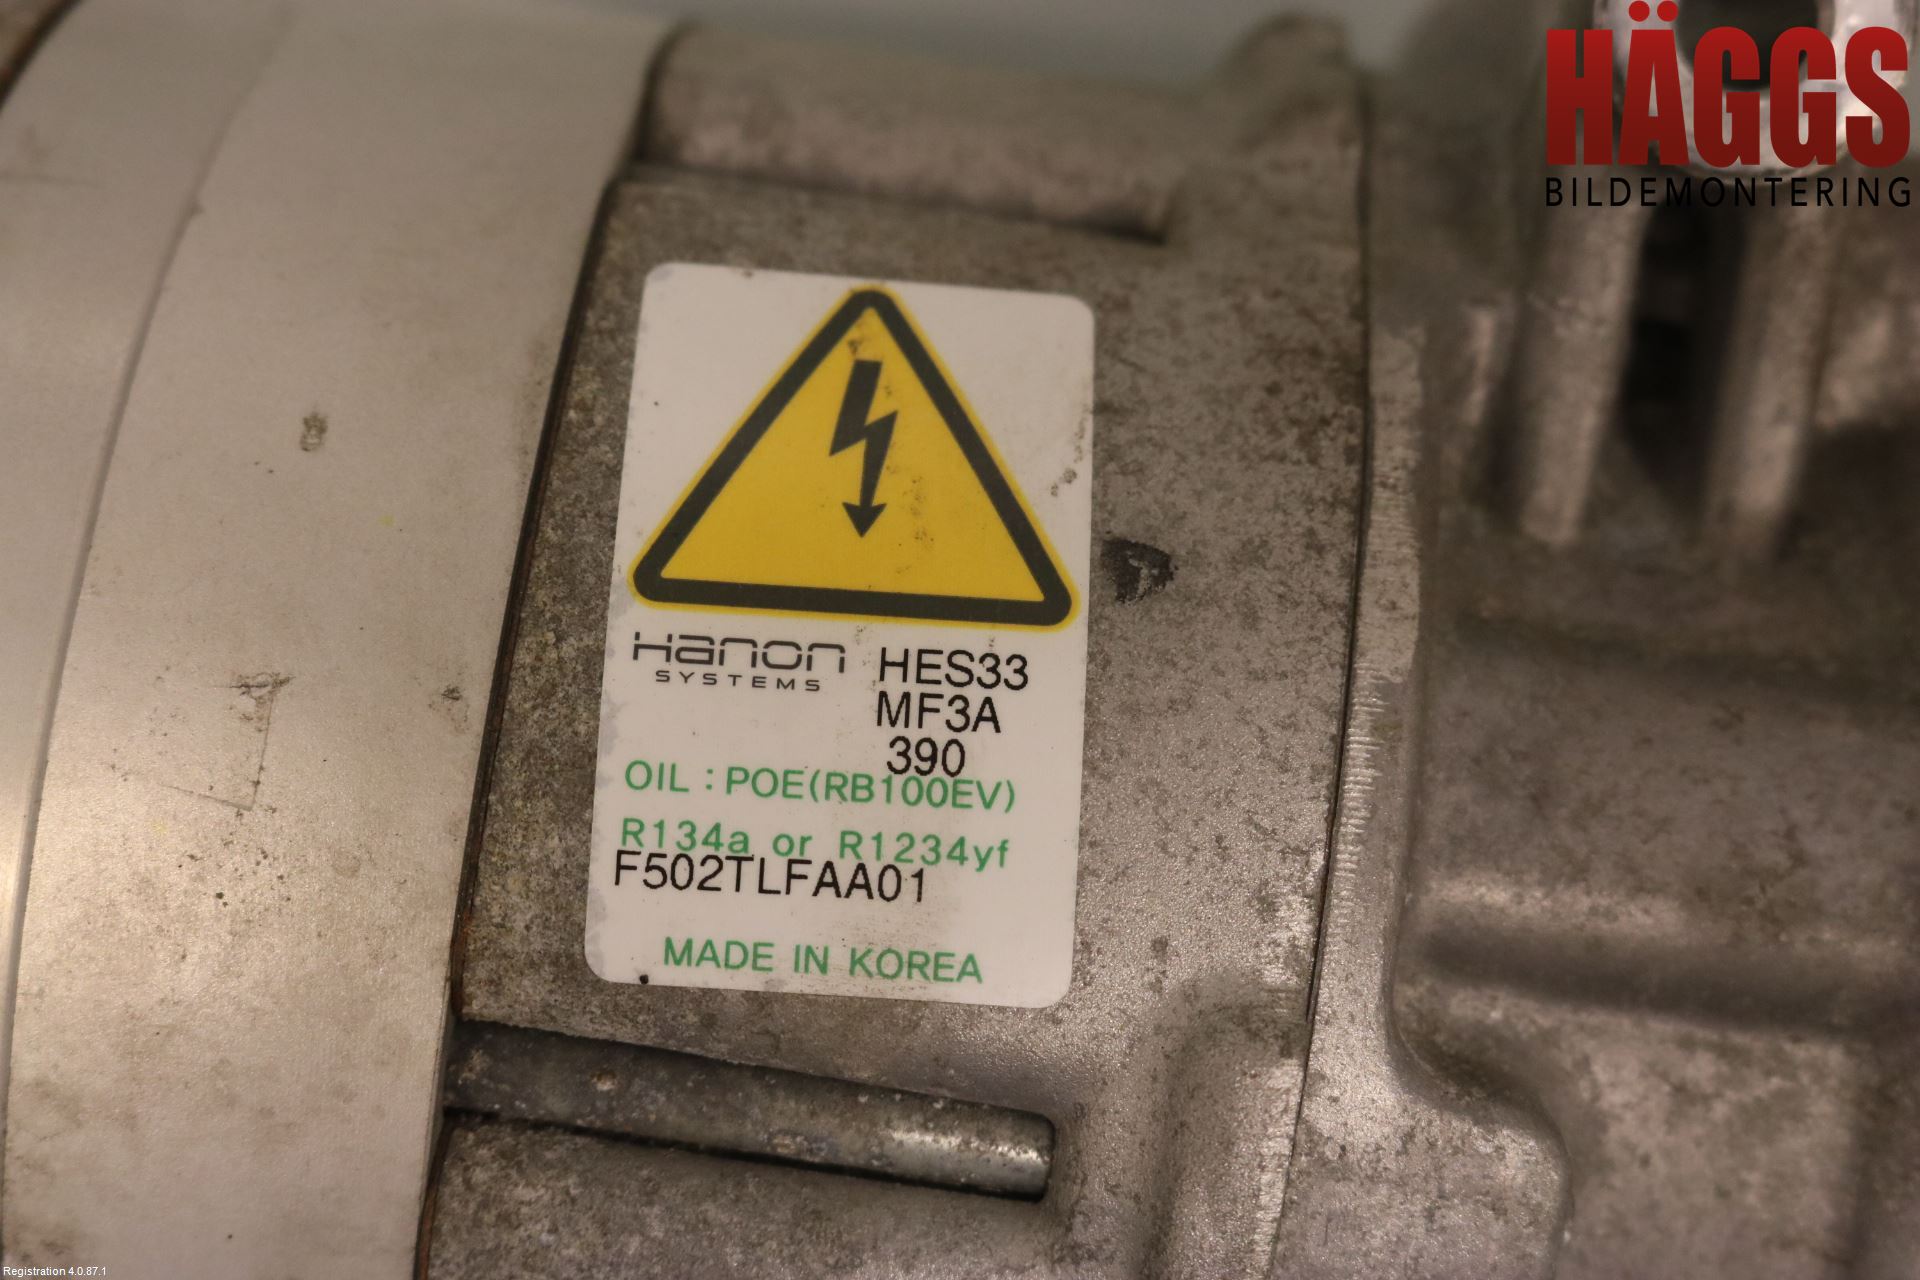 HÄGGS
BILDEMONTERING
Hanon HES33
SYSTEMS
MF3A
390
OIL : POE(RB100EV)
R134a or R1234yf
F502TLFAA01
MADE IN KOREA
Registration 4.0.87.1